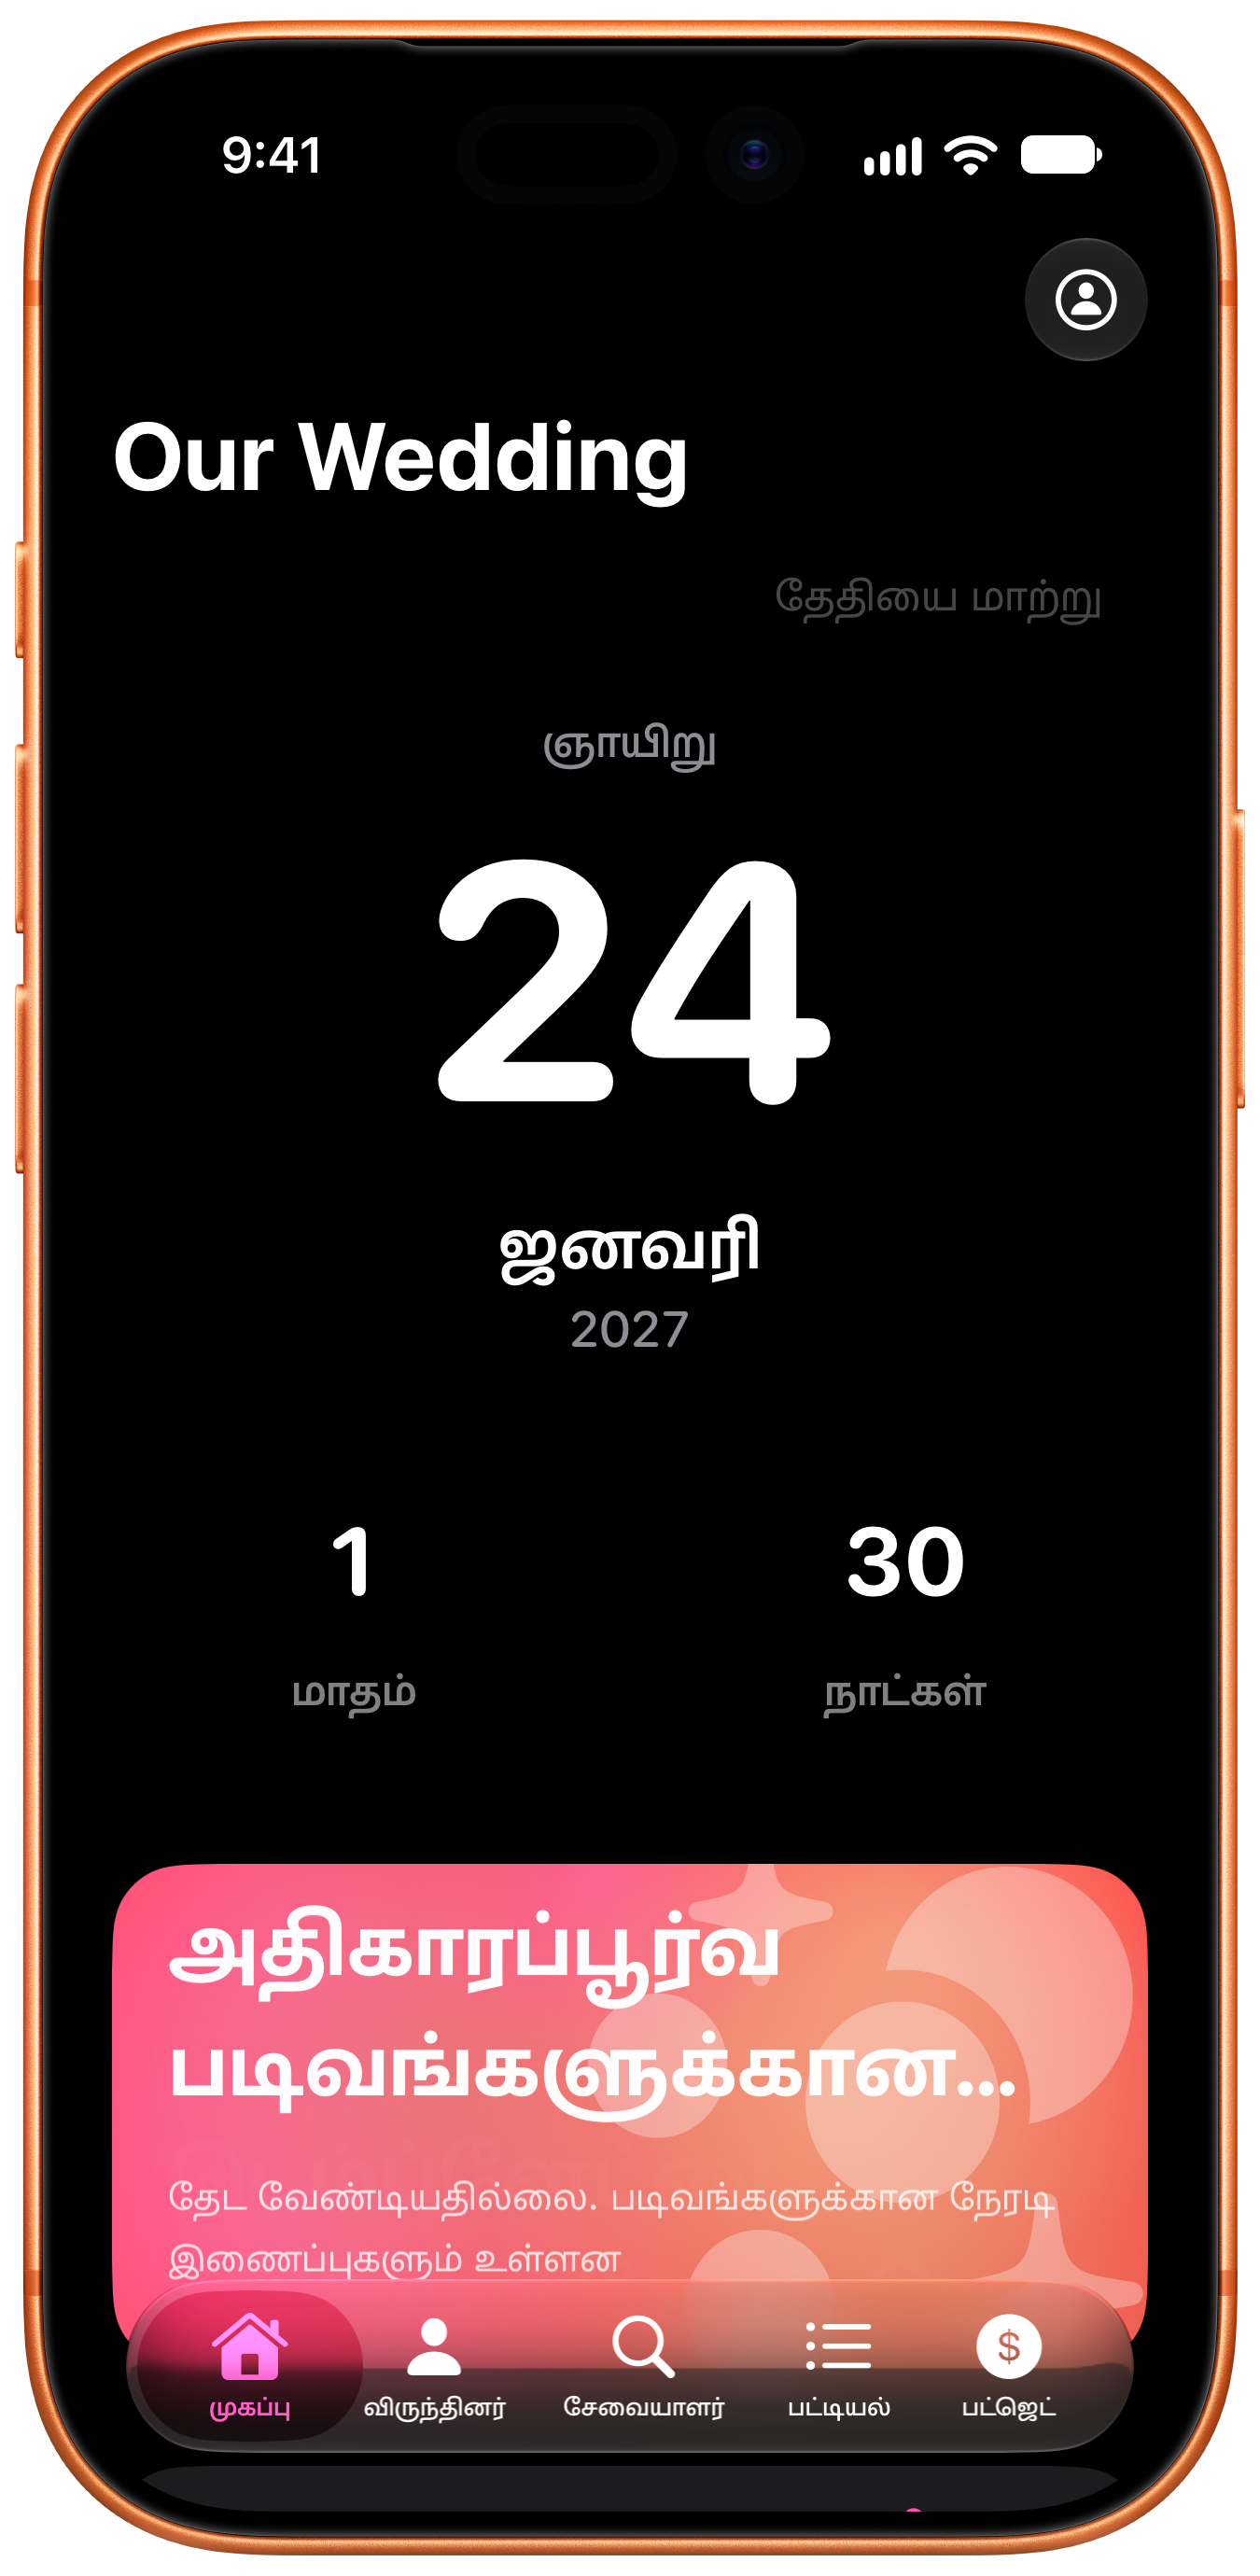 9:41
Our Wedding
தேதியை மாற்று
ஞாயிறு
24
ஜனவரி
2027
1
30
மாதம்
நாட்கள்
அதிகாரப்பூர்வ
படிவங்களுக்கான...
தேட வேண்டியதில்லை. படிவங்களுக்கான நேரடி
இணைப்புகளும் உள்ளன
முகப்பு
விருந்தினர்
சேவையாளர்
பட்டியல்
பட்ஜெட்